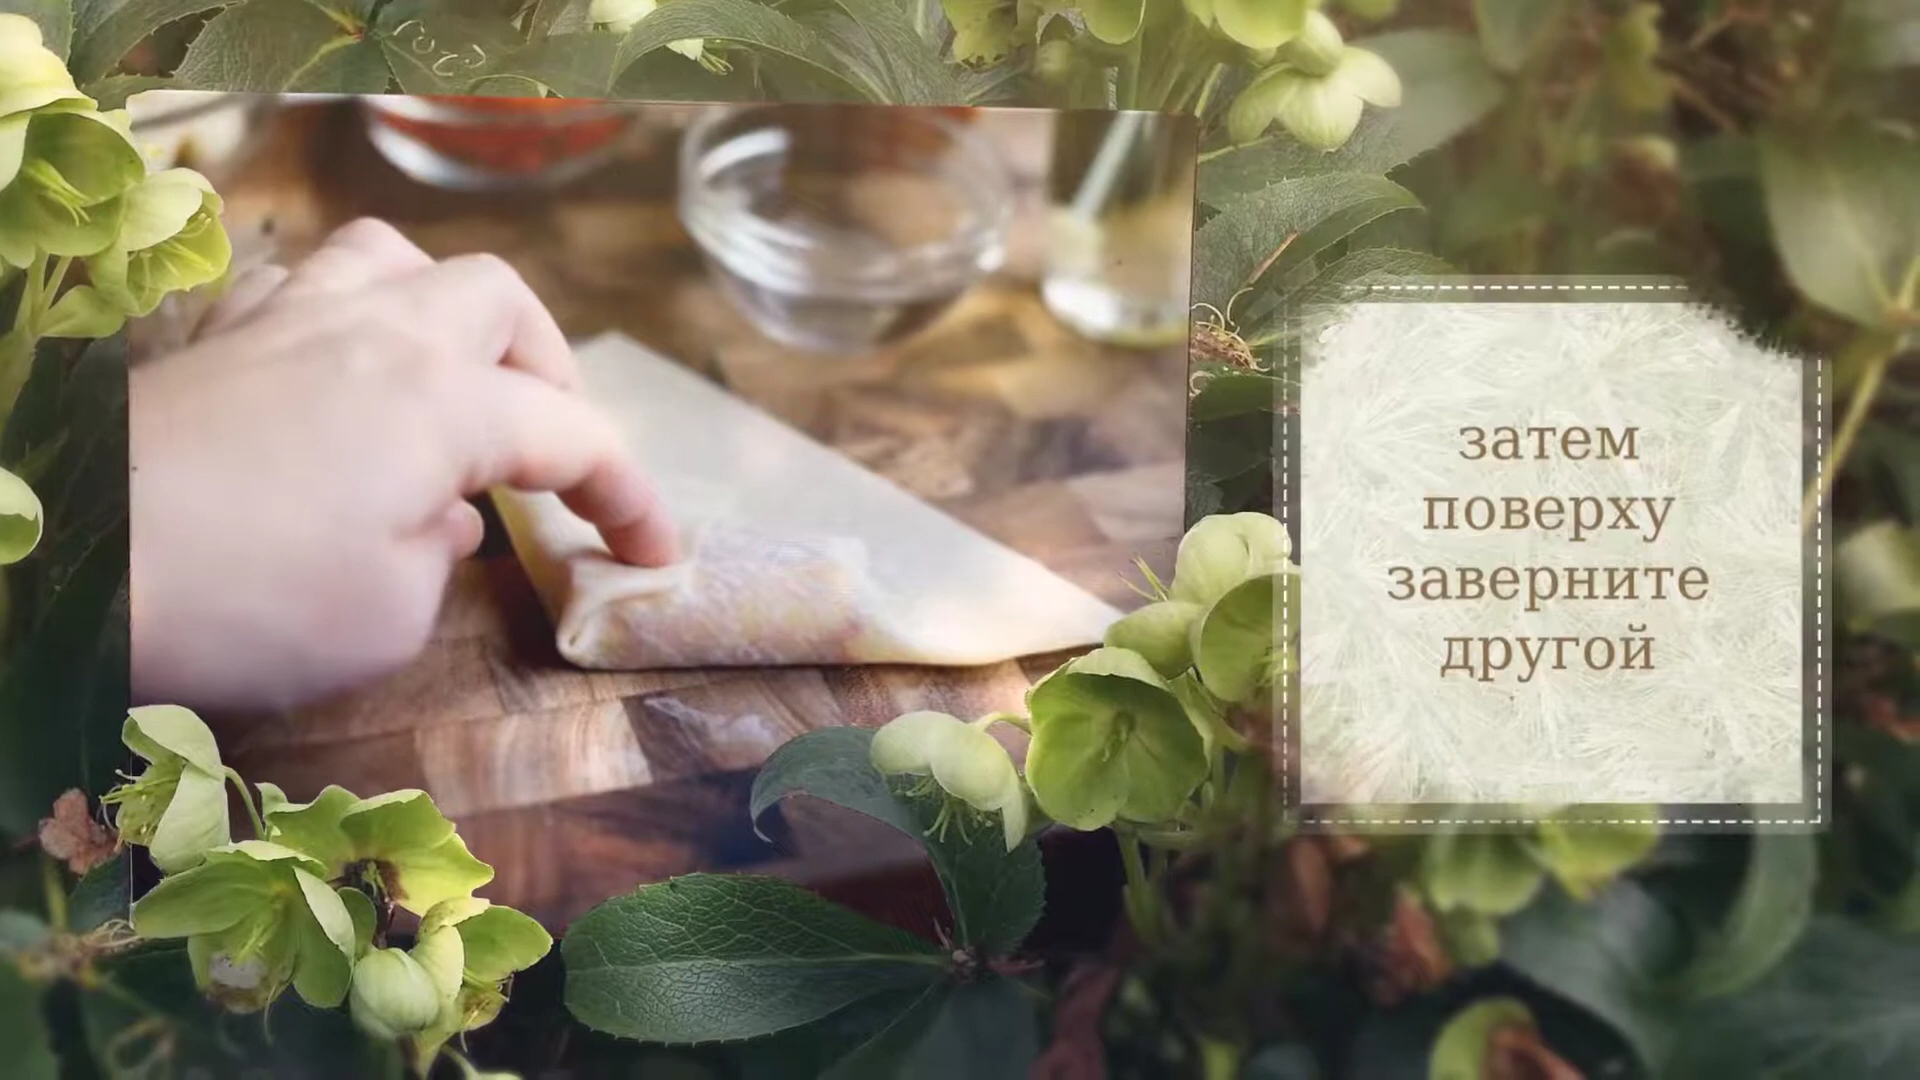 затем
поверху
заверните
другой